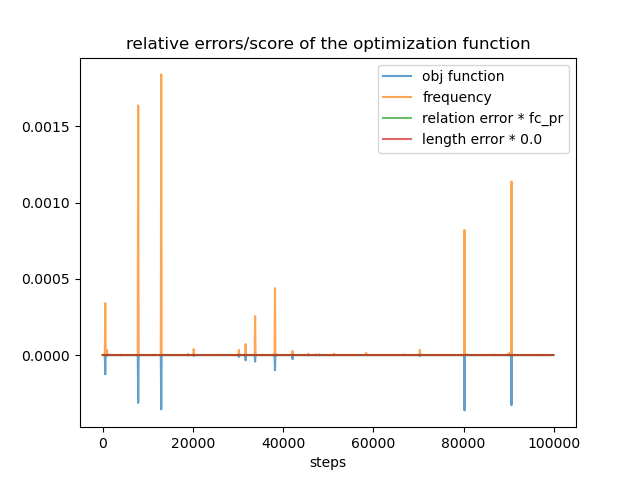 relative errors/score of the optimization function
obj function
frequency
relation error * fc_pr
length error * 0.0
0.0015
0.0010
0.0005
0.0000
0 20000 40000 60000 80000 100000
steps